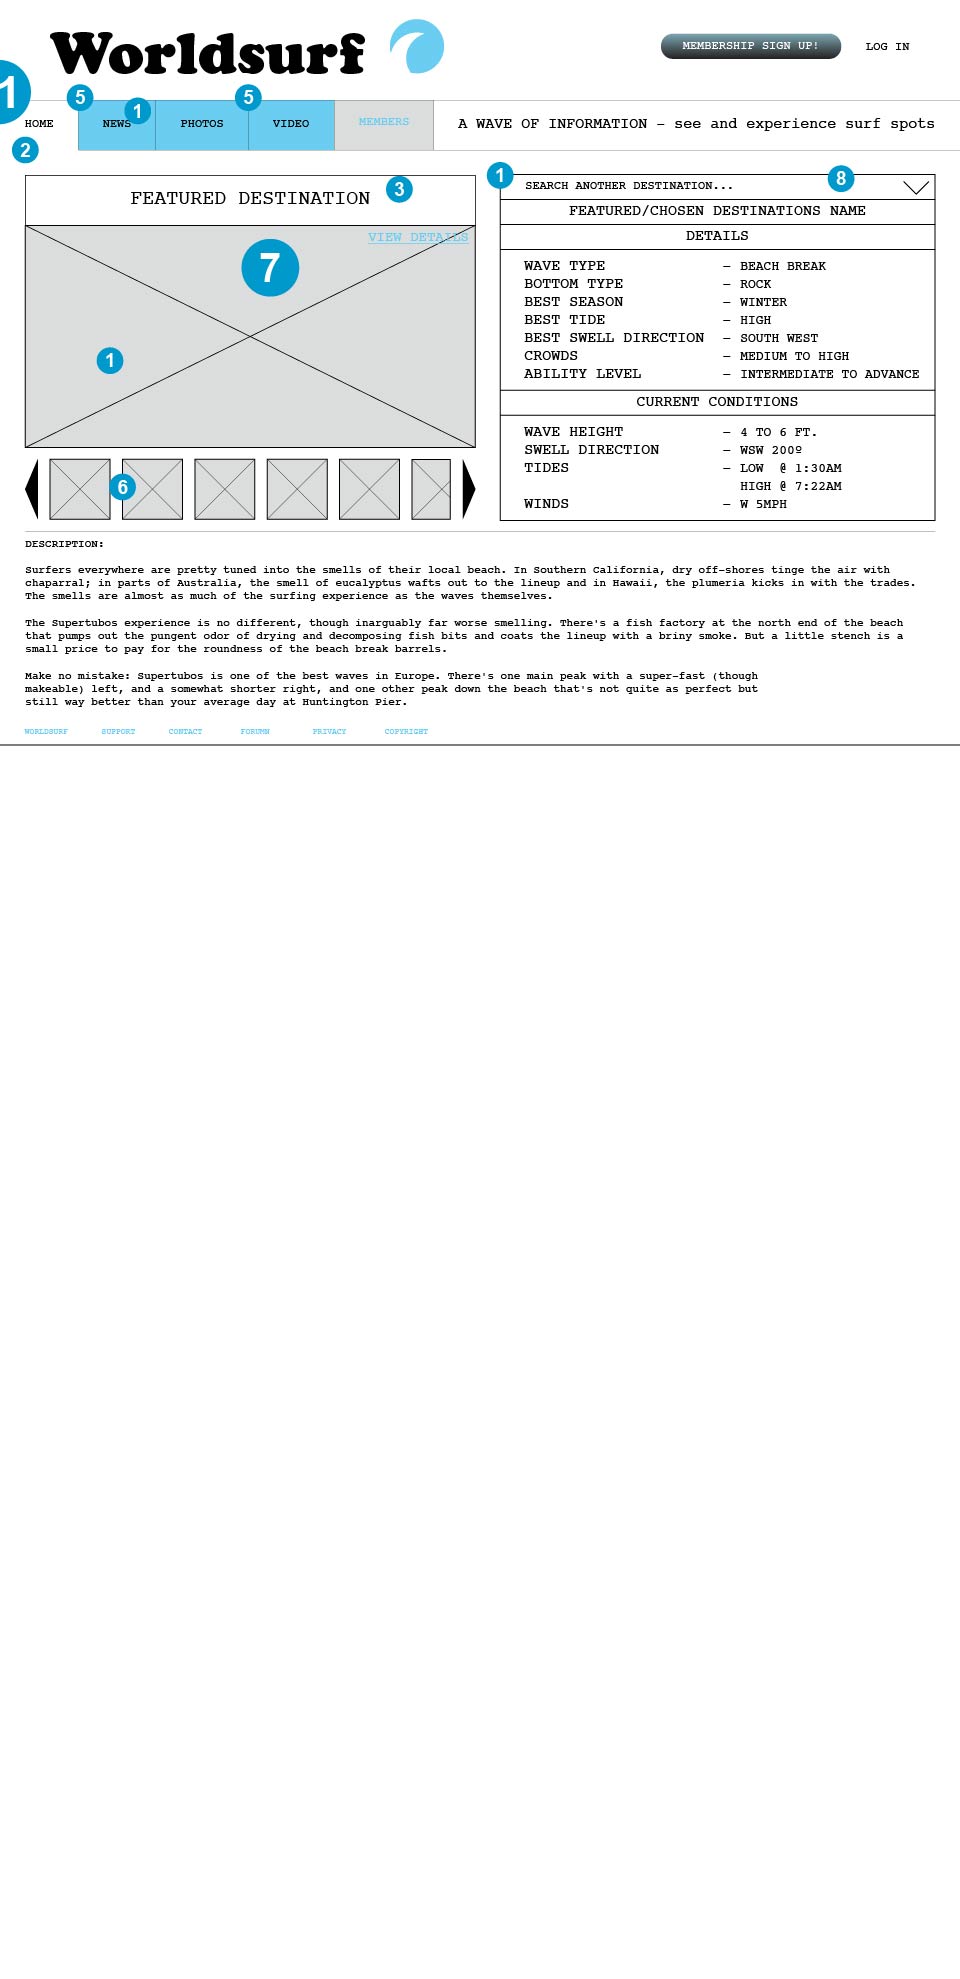 Worldsurf
MEMBERSHIP SIGN UP!
LOG IN
1
5
1
5
HOME
NEWS
PHOTOS
VIDEO
MEMBERS
A WAVE OF INFORMATION – see and experience surf spots
2
FEATURED DESTINATION
3
VIEW DETAILS
7
1
6
1
SEARCH ANOTHER DESTINATION...
8
FEATURED/CHOSEN DESTINATIONS NAME
DETAILS
WAVE TYPE – BEACH BREAK
BOTTOM TYPE – ROCK
BEST SEASON – WINTER
BEST TIDE – HIGH
BEST SWELL DIRECTION – SOUTH WEST
CROWDS – MEDIUM TO HIGH
ABILITY LEVEL – INTERMEDIATE TO ADVANCE
CURRENT CONDITIONS
WAVE HEIGHT – 4 TO 6 FT.
SWELL DIRECTION – WSW 200º
TIDES – LOW @ 1:30AM
HIGH @ 7:22AM
WINDS – W 5MPH
DESCRIPTION:
Surfers everywhere are pretty tuned into the smells of their local beach. In Southern California, dry off-shores tinge the air with
chaparral; in parts of Australia, the smell of eucalyptus wafts out to the lineup and in Hawaii, the plumeria kicks in with the trades.
The smells are almost as much of the surfing experience as the waves themselves.
The Supertubos experience is no different, though inarguably far worse smelling. There's a fish factory at the north end of the beach
that pumps out the pungent odor of drying and decomposing fish bits and coats the lineup with a briny smoke. But a little stench is a
small price to pay for the roundness of the beach break barrels.
Make no mistake: Supertubos is one of the best waves in Europe. There's one main peak with a super-fast (though
makeable) left, and a somewhat shorter right, and one other peak down the beach that's not quite as perfect but
still way better than your average day at Huntington Pier.
WORLDSURF SUPPORT CONTACT FORUMN PRIVACY COPYRIGHT